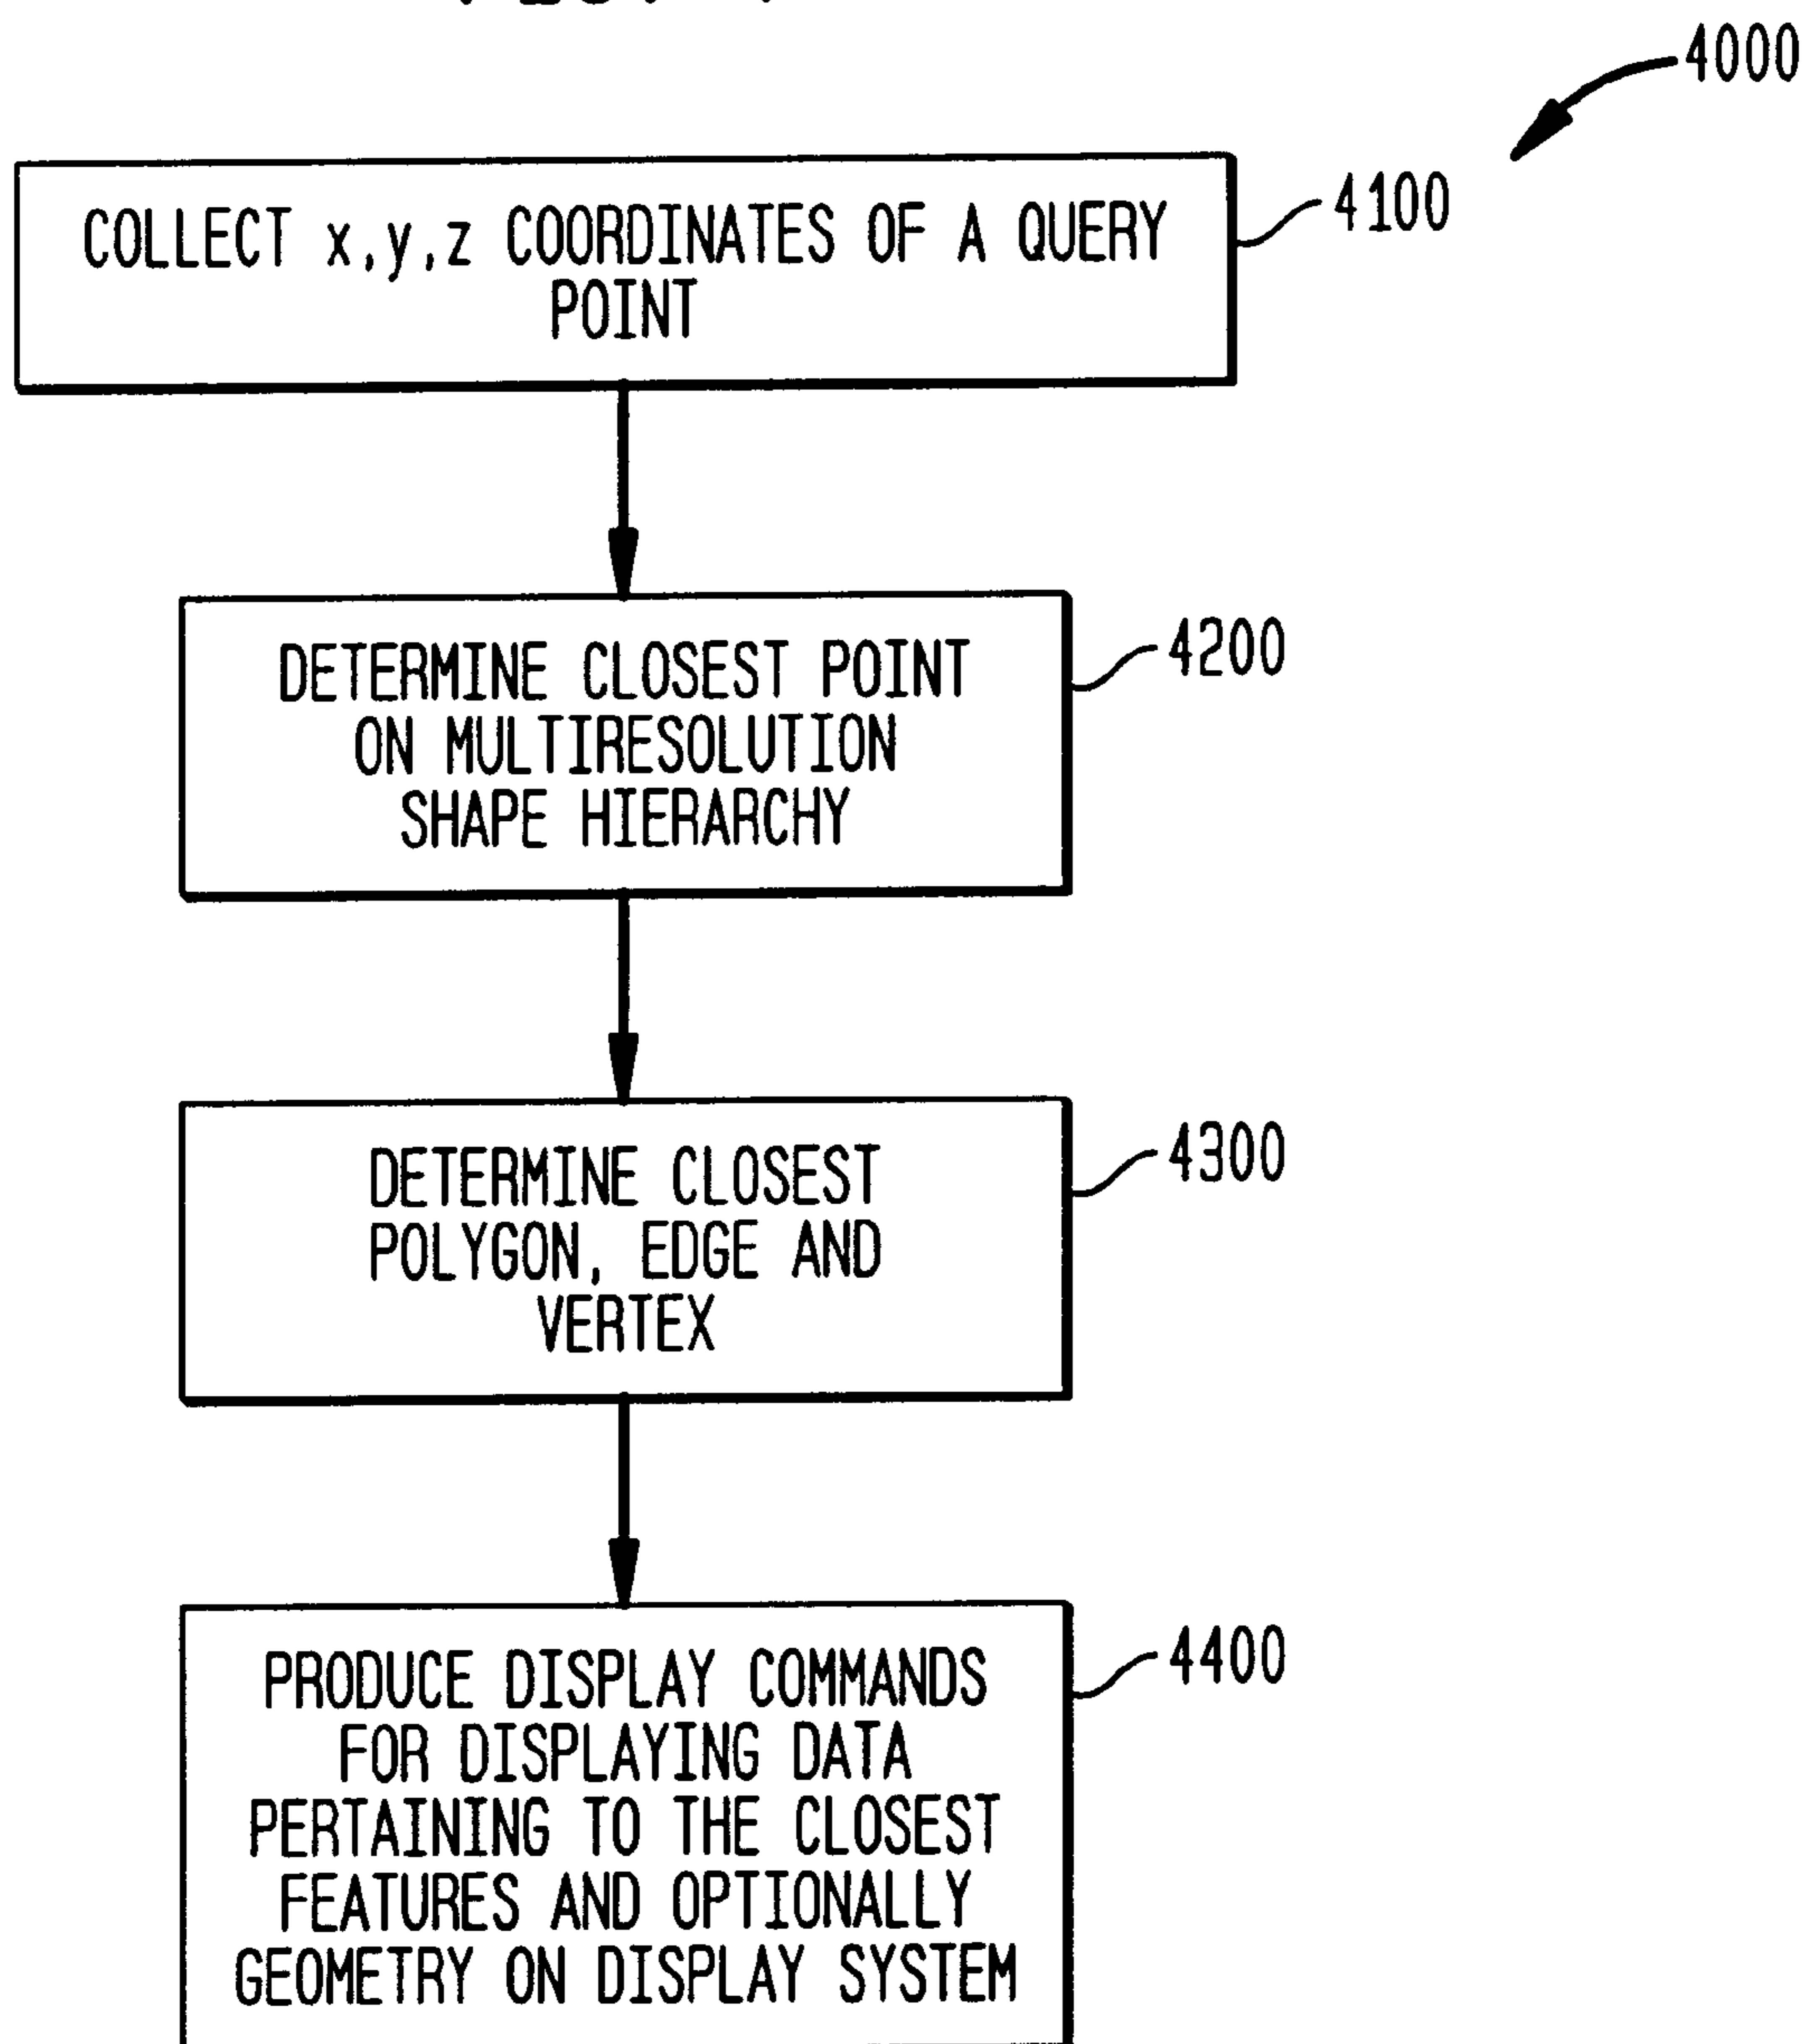 4000
COLLECT x,y,z COORDINATES OF A QUERY
POINT
4100
DETERMINE CLOSEST POINT
ON MULTIRESOLUTION
SHAPE HIERARCHY
4200
DETERMINE CLOSEST
POLYGON, EDGE AND
VERTEX
4300
PRODUCE DISPLAY COMMANDS
FOR DISPLAYING DATA
PERTAINING TO THE CLOSEST
FEATURES AND OPTIONALLY
GEOMETRY ON DISPLAY SYSTEM
4400